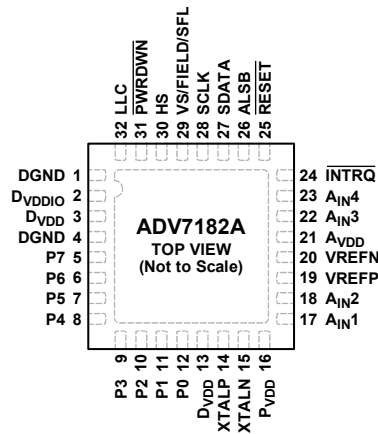 32 LLC
31 PWRDWN
30 HS
29 VS/FIELD/SFL
28 SCLK
27 SDATA
26 ALSB
25 RESET
DGND 1
DVDDIO 2
DVDD 3
DGND 4
P7 5
P6 6
P5 7
P4 8
ADV7182A
TOP VIEW
(Not to Scale)
24 INTRQ
23 AIN4
22 AIN3
21 AVDD
20 VREFN
19 VREFP
18 AIN2
17 AIN1
P3 9
P2 10
P1 11
P0 12
DVDD 13
XTALP 14
XTALN 15
PVDD 16